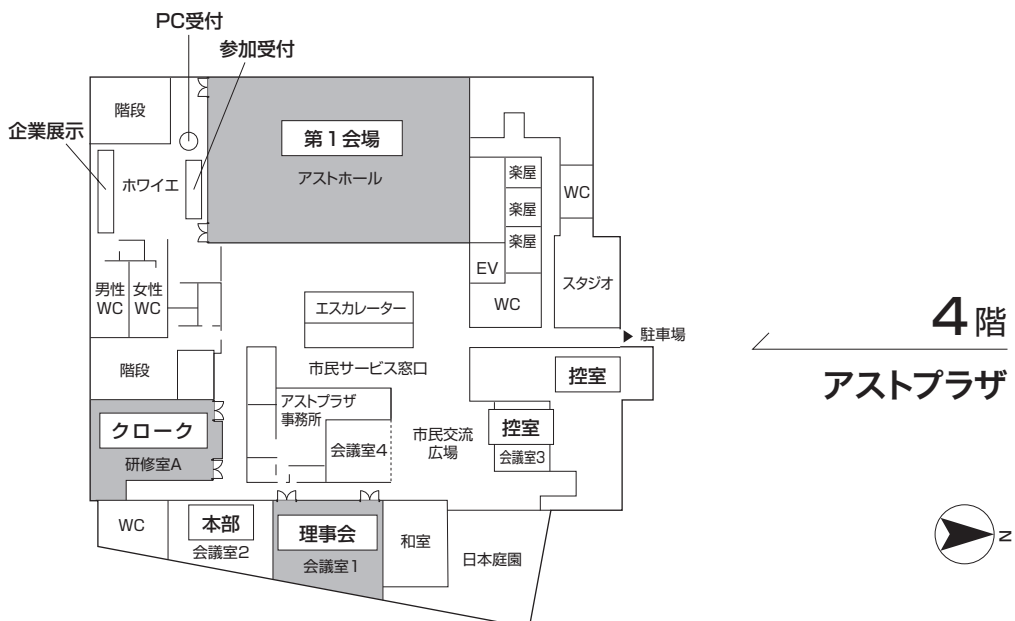 PC受付
参加受付
企業展示
階段
ホワイエ
第1会場
アストホール
楽屋
楽屋
楽屋
WC
EV
WC
スタジオ
男性
WC
女性
WC
エスカレーター
駐車場
4階
アストプラザ
階段
市民サービス窓口
控室
アストプラザ
事務所
クローク
研修室A
会議室4
市民交流
広場
控室
会議室3
WC
本部
会議室2
理事会
会議室1
和室
日本庭園
N